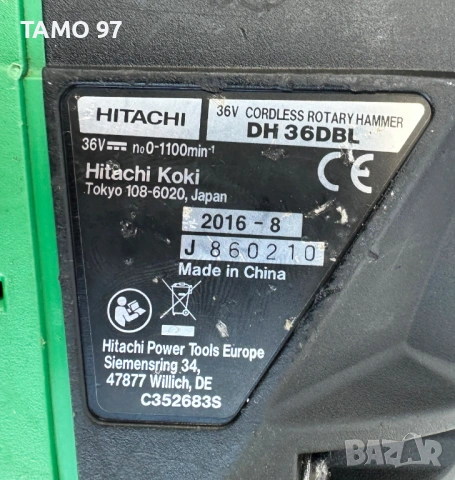 TAMO 97
HITACHI
36V CORDLESS ROTARY HAMMER
DH 36DBL
36V⎓ no0-1100min-1
Hitachi Koki
Tokyo 108-6020, Japan
CE
2016 - 8
J 860210
Made in China
Hitachi Power Tools Europe
Siemensring 34,
47877 Willich, DE
C352683S
BAZAR